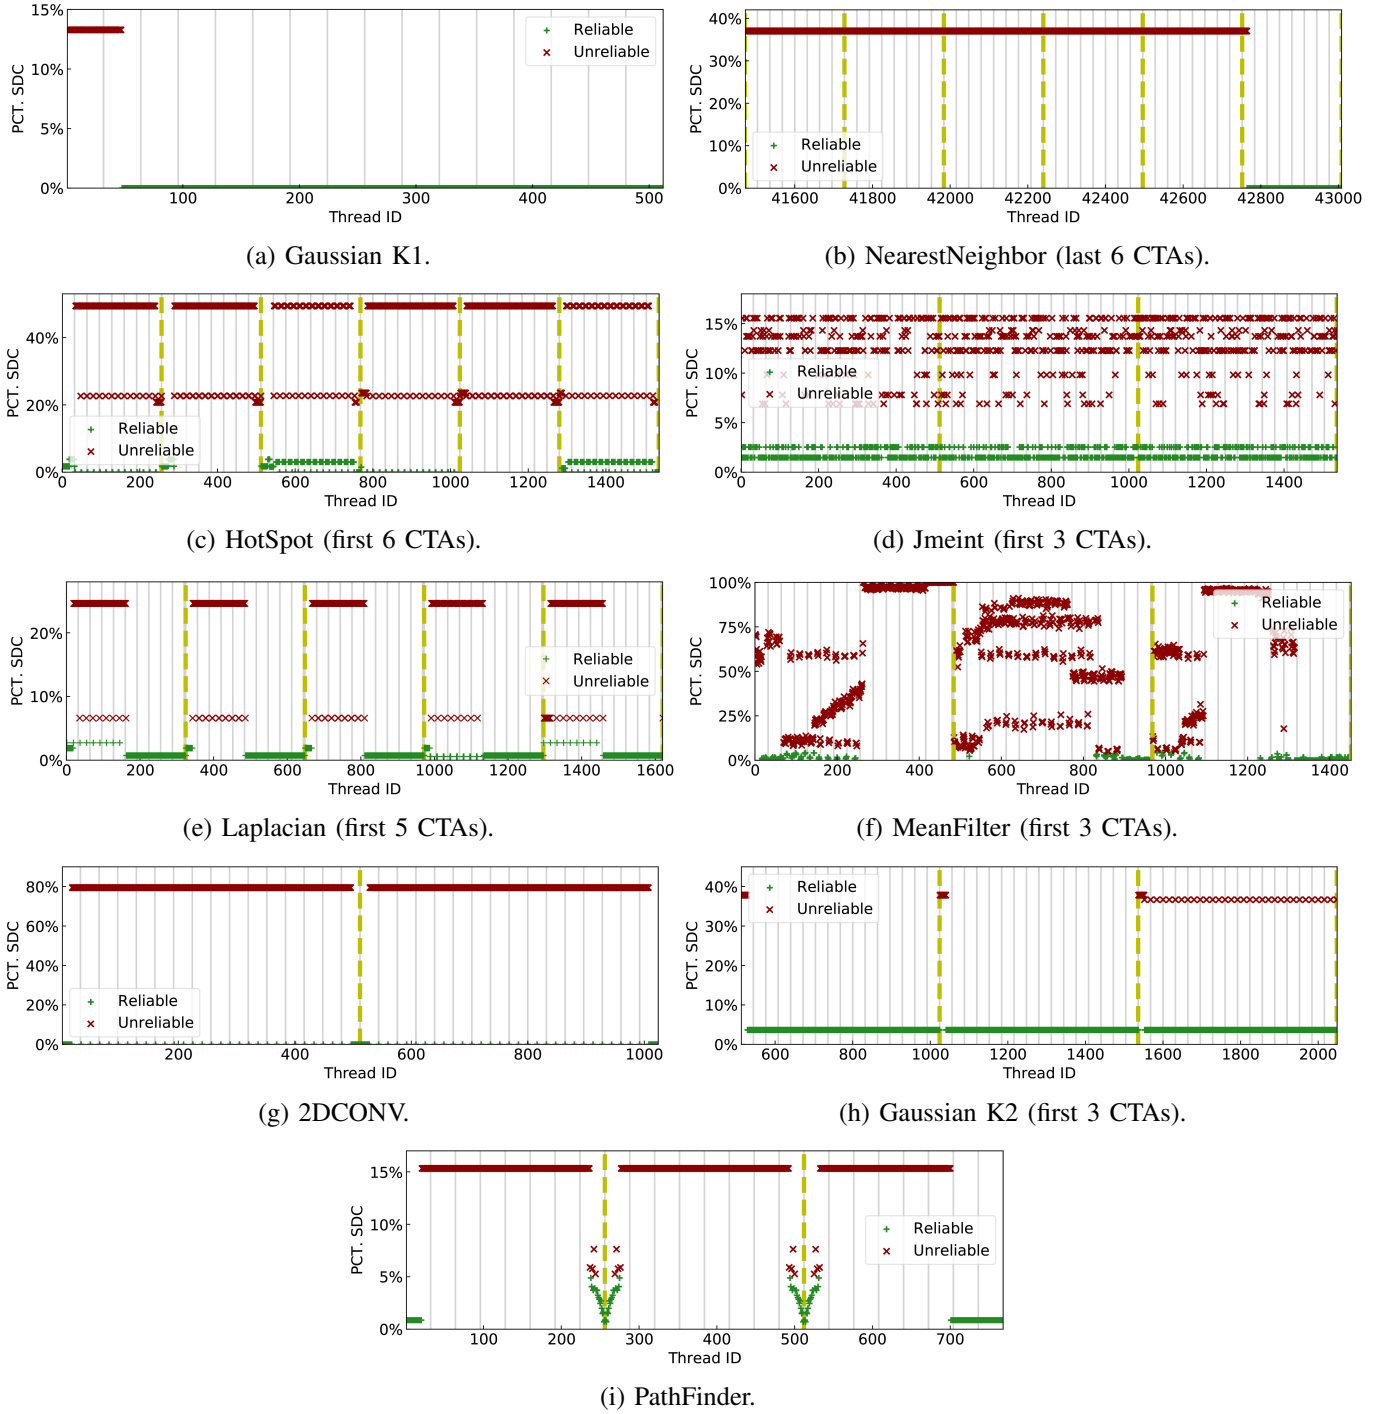 15%
10%
5%
0%
PCT. SDC
Reliable
Unreliable
100 200 300 400 500
Thread ID
(a) Gaussian K1.
40%
30%
20%
10%
0%
PCT. SDC
Reliable
Unreliable
41600 41800 42000 42200 42400 42600 42800 43000
Thread ID
(b) NearestNeighbor (last 6 CTAs).
40%
20%
0%
PCT. SDC
Reliable
Unreliable
0 200 400 600 800 1000 1200 1400
Thread ID
(c) HotSpot (first 6 CTAs).
15%
10%
5%
0%
PCT. SDC
Reliable
Unreliable
0 200 400 600 800 1000 1200 1400
Thread ID
(d) Jmeint (first 3 CTAs).
20%
10%
0%
PCT. SDC
Reliable
Unreliable
0 200 400 600 800 1000 1200 1400 1600
Thread ID
(e) Laplacian (first 5 CTAs).
100%
75%
50%
25%
0%
PCT. SDC
Reliable
Unreliable
0 200 400 600 800 1000 1200 1400
Thread ID
(f) MeanFilter (first 3 CTAs).
80%
60%
40%
20%
0%
PCT. SDC
Reliable
Unreliable
200 400 600 800 1000
Thread ID
(g) 2DCONV.
40%
30%
20%
10%
0%
PCT. SDC
Reliable
Unreliable
600 800 1000 1200 1400 1600 1800 2000
Thread ID
(h) Gaussian K2 (first 3 CTAs).
15%
10%
5%
0%
PCT. SDC
Reliable
Unreliable
100 200 300 400 500 600 700
Thread ID
(i) PathFinder.